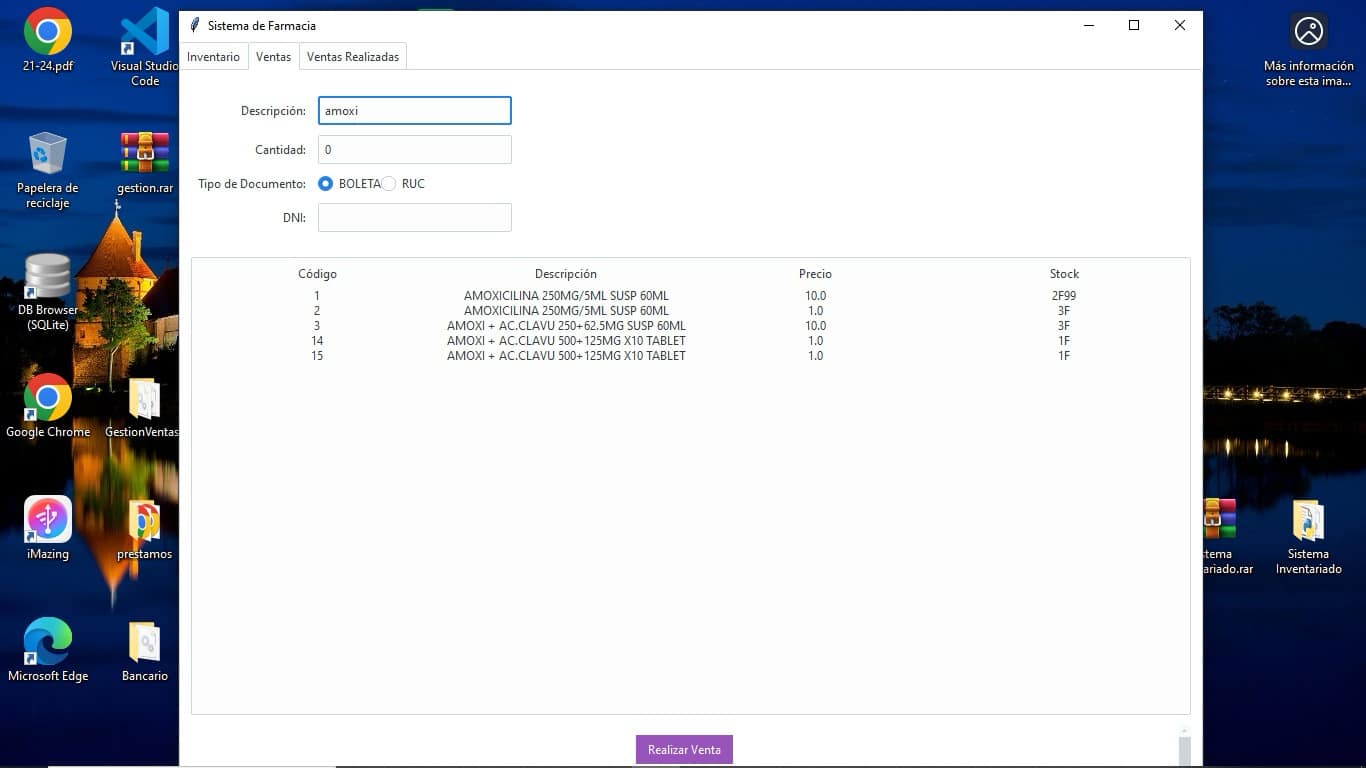 Sistema de Farmacia
Inventario
Ventas
Ventas Realizadas
Descripción:
amoxi
Cantidad:
0
Tipo de Documento:
BOLETA
RUC
DNI:
Código Descripción Precio Stock
1 AMOXICILINA 250MG/5ML SUSP 60ML 10.0 2F99
2 AMOXICILINA 250MG/5ML SUSP 60ML 1.0 3F
3 AMOXI + AC.CLAVU 250+62.5MG SUSP 60ML 10.0 3F
14 AMOXI + AC.CLAVU 500+125MG X10 TABLET 1.0 1F
15 AMOXI + AC.CLAVU 500+125MG X10 TABLET 1.0 1F
Realizar Venta
21-24.pdf
Visual Studio
Code
Papelera de
reciclaje
gestion.rar
DB Browser
(SQLite)
Google Chrome
GestionVentas
iMazing
prestamos
Microsoft Edge
Bancario
Más información
sobre esta ima...
stema
ariado.rar
Sistema
Inventariado